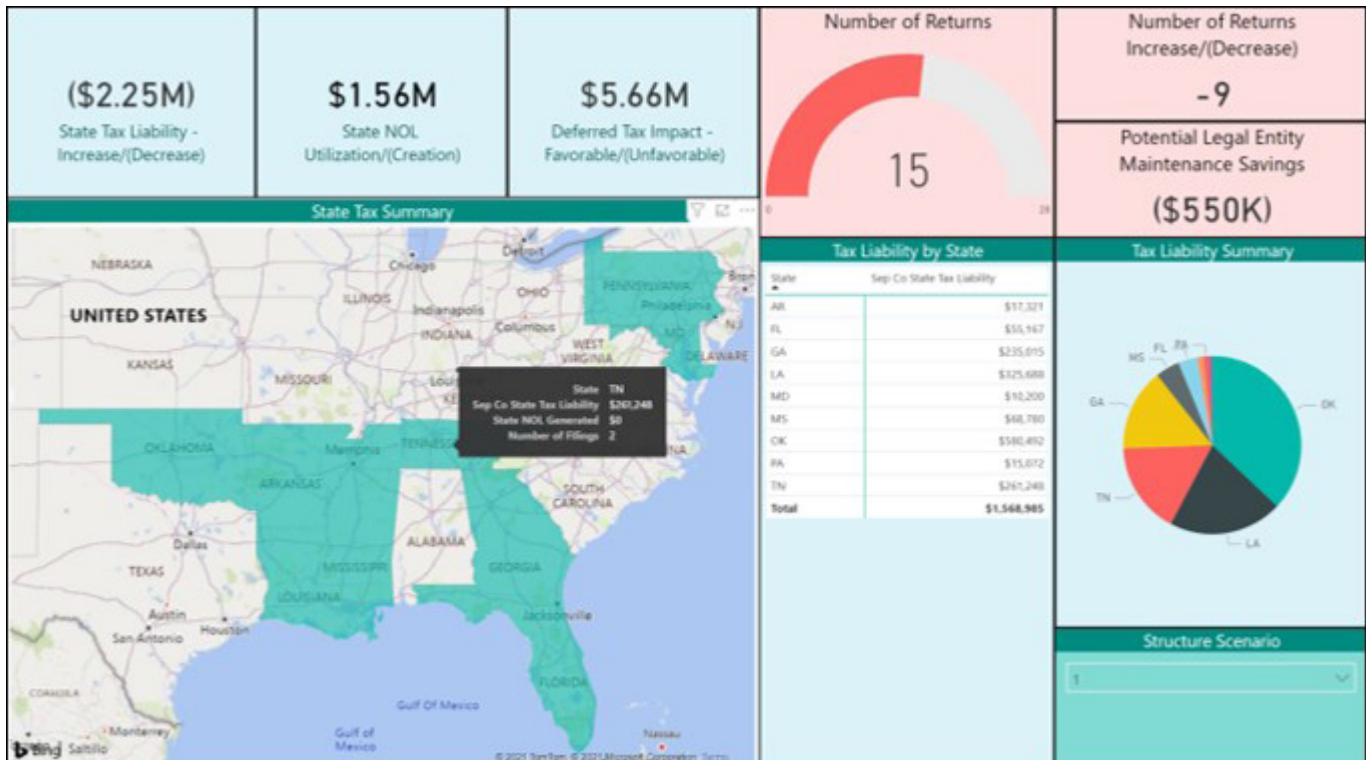 ($2.25M)
State Tax Liability -
Increase/(Decrease)
$1.56M
State NOL
Utilization/(Creation)
$5.66M
Deferred Tax Impact -
Favorable/(Unfavorable)
Number of Returns
15
0
28
Number of Returns
Increase/(Decrease)
-9
Potential Legal Entity
Maintenance Savings
($550K)
State Tax Summary
NEBRASKA
Chicago
Detroit
ILLINOIS
OHIO
PENNSYLVANIA
Philadelphia
UNITED STATES
Indianapolis
INDIANA
Columbus
MD
NJ
KANSAS
MISSOURI
WEST
VIRGINIA
DELAWARE
State TN
Sep Co State Tax Liability $261,248
State NOL Generated $0
Number of Filings 2
OKLAHOMA
Memphis
ARKANSAS
SOUTH
CAROLINA
Dallas
ALABAMA
TEXAS
MISSISSIPPI
GEORGIA
LOUISIANA
Austin
San Antonio
Houston
Jacksonville
COAHUILA
FLORIDA
Gulf Of Mexico
Monterrey
Gulf of
Mexico
Nassau
Bing
Saltillo
© 2021 TomTom, © 2021 Microsoft Corporation Terms
Tax Liability by State
State Sep Co State Tax Liability
AR $17,321
FL $55,167
GA $235,015
LA $325,688
MD $10,200
MS $68,780
OK $580,492
PA $15,072
TN $261,248
Total $1,568,985
Tax Liability Summary
MS
FL
PA
GA
OK
TN
LA
Structure Scenario
1